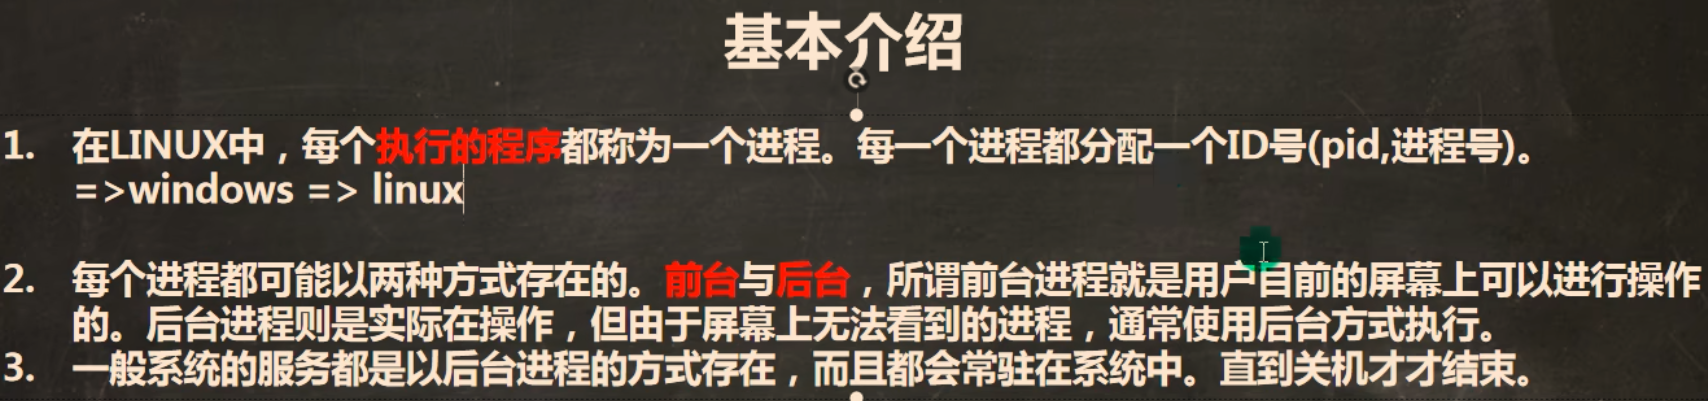 基本介绍
1. 在LINUX中，每个执行的程序都称为一个进程。每一个进程都分配一个ID号(pid,进程号)。
=>windows => linux
2. 每个进程都可能以两种方式存在的。前台与后台，所谓前台进程就是用户目前的屏幕上可以进行操作
的。后台进程则是实际在操作，但由于屏幕上无法看到的进程，通常使用后台方式执行。
3. 一般系统的服务都是以后台进程的方式存在，而且都会常驻在系统中。直到关机才才结束。